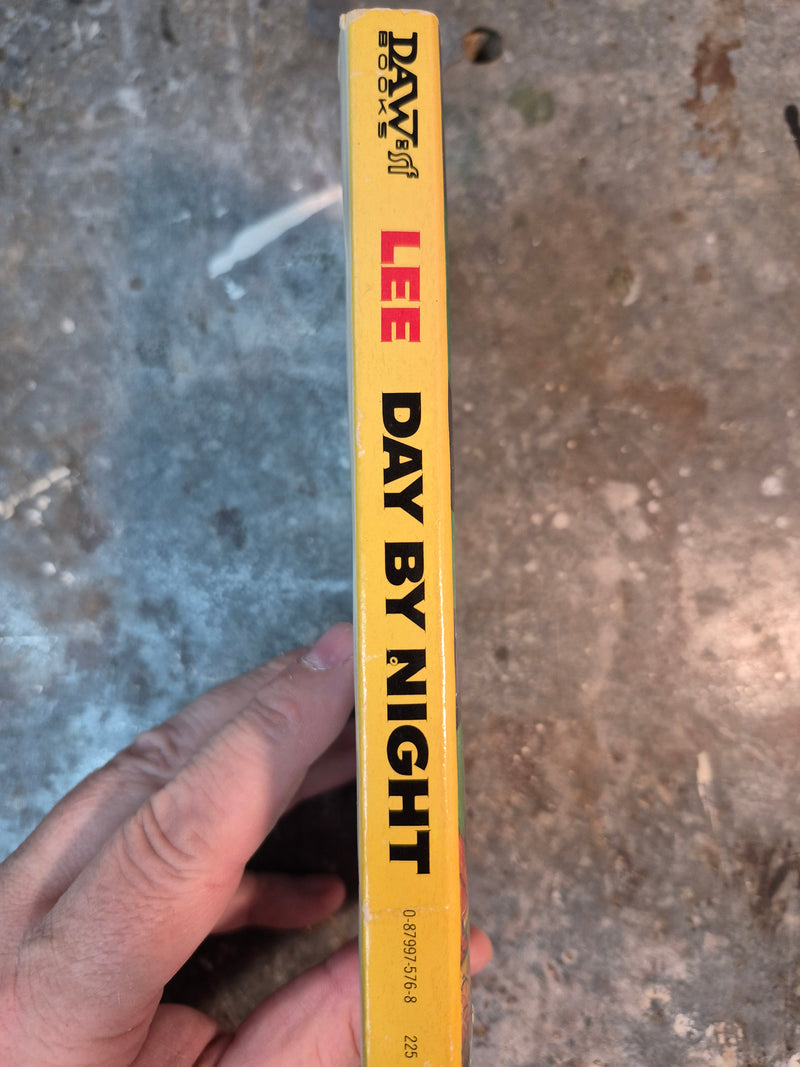 DAW
BOOKS
sf
LEE
DAY BY NIGHT
0-87997-576-8
225